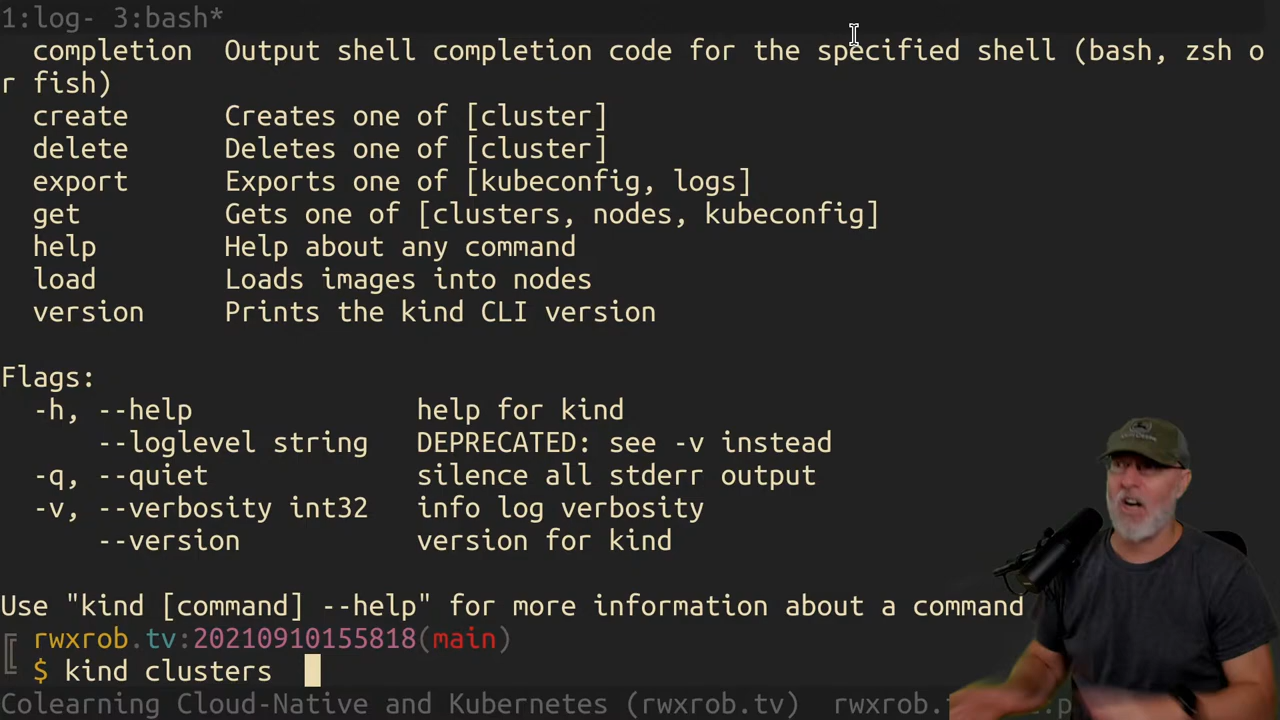 1:log- 3:bash*
completion Output shell completion code for the specified shell (bash, zsh o
r fish)
create Creates one of [cluster]
delete Deletes one of [cluster]
export Exports one of [kubeconfig, logs]
get Gets one of [clusters, nodes, kubeconfig]
help Help about any command
load Loads images into nodes
version Prints the kind CLI version
Flags:
-h, --help help for kind
--loglevel string DEPRECATED: see -v instead
-q, --quiet silence all stderr output
-v, --verbosity int32 info log verbosity
--version version for kind
Use "kind [command] --help" for more information about a command
rwxrob.tv:20210910155818(main)
$ kind clusters
Colearning Cloud-Native and Kubernetes (rwxrob.tv)